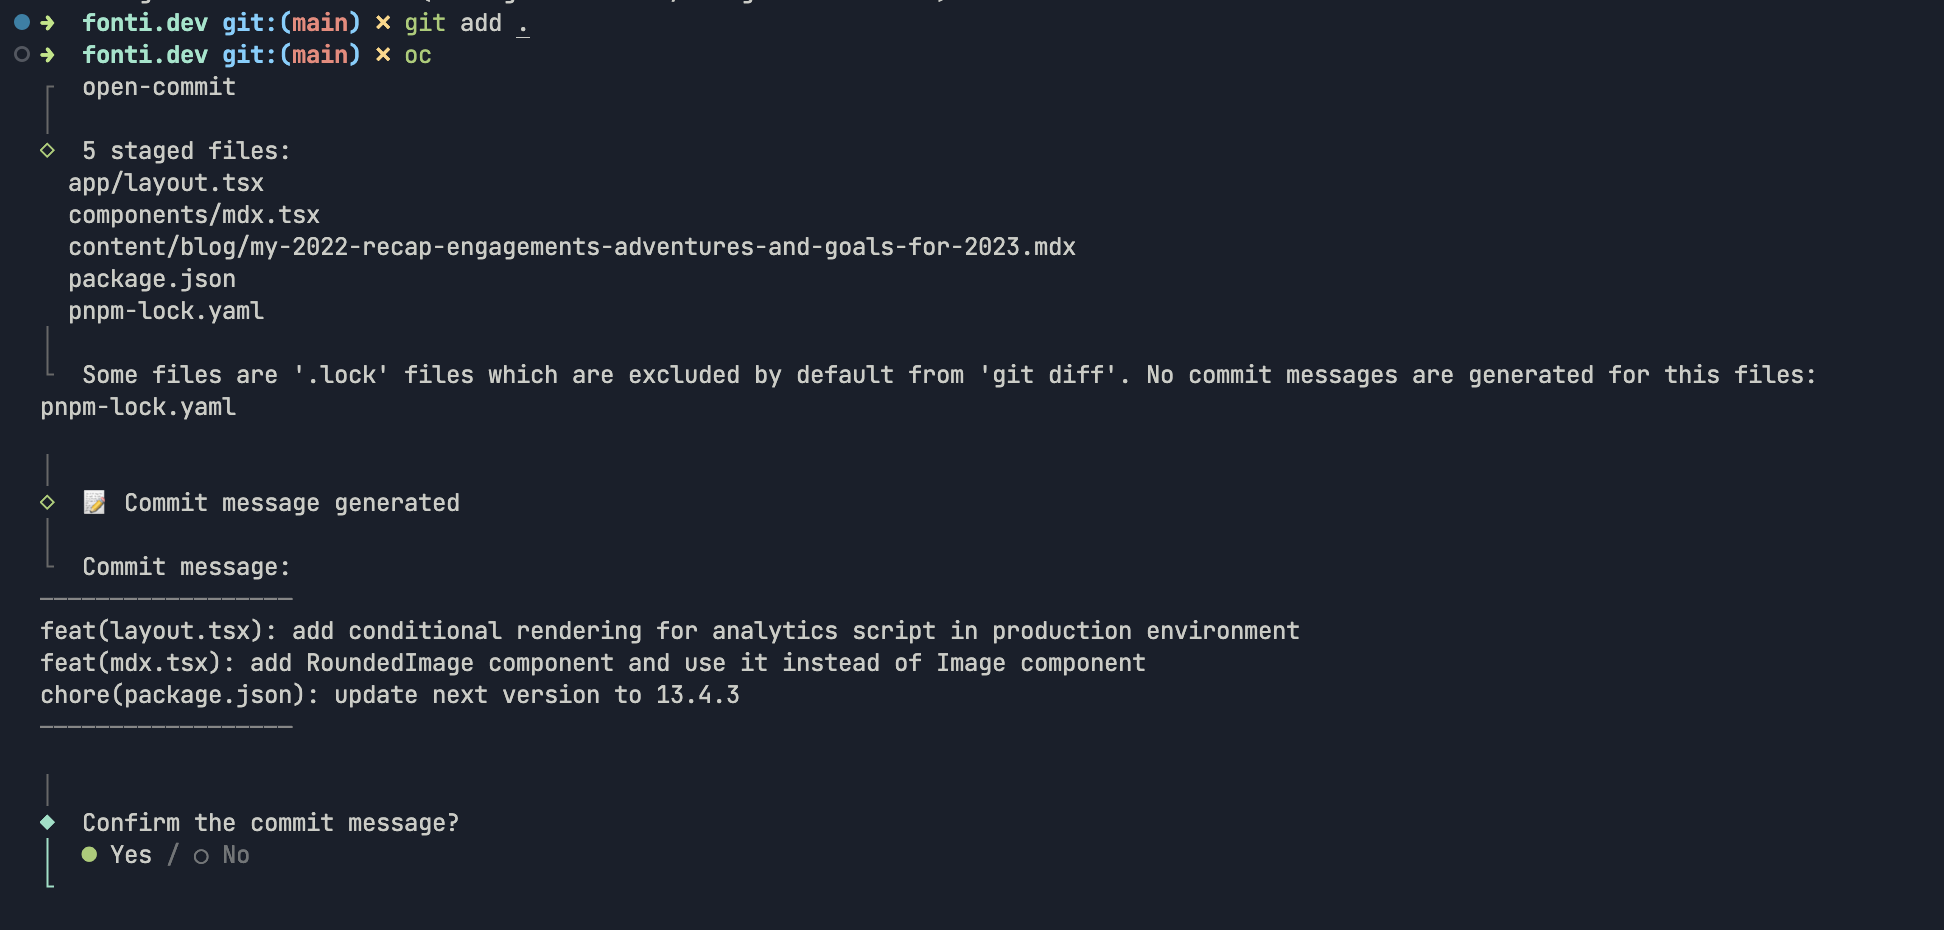 fonti.dev git:(main) ✗ git add .
fonti.dev git:(main) ✗ oc
open-commit
5 staged files:
app/layout.tsx
components/mdx.tsx
content/blog/my-2022-recap-engagements-adventures-and-goals-for-2023.mdx
package.json
pnpm-lock.yaml
Some files are '.lock' files which are excluded by default from 'git diff'. No commit messages are generated for this files:
pnpm-lock.yaml
📝 Commit message generated
Commit message:
——————————————————
feat(layout.tsx): add conditional rendering for analytics script in production environment
feat(mdx.tsx): add RoundedImage component and use it instead of Image component
chore(package.json): update next version to 13.4.3
——————————————————
Confirm the commit message?
● Yes / ○ No